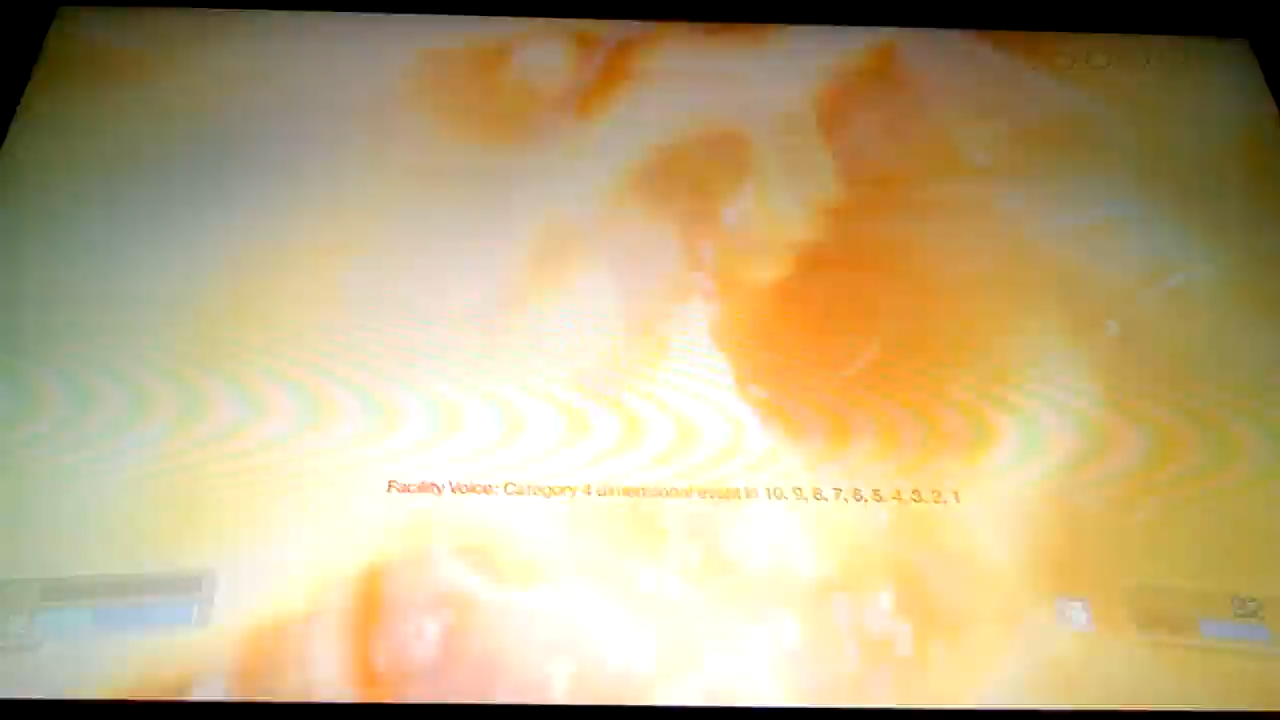 Facility Voice: Category 4 dimensional event in 10, 9, 8, 7, 6, 5, 4, 3, 2, 1